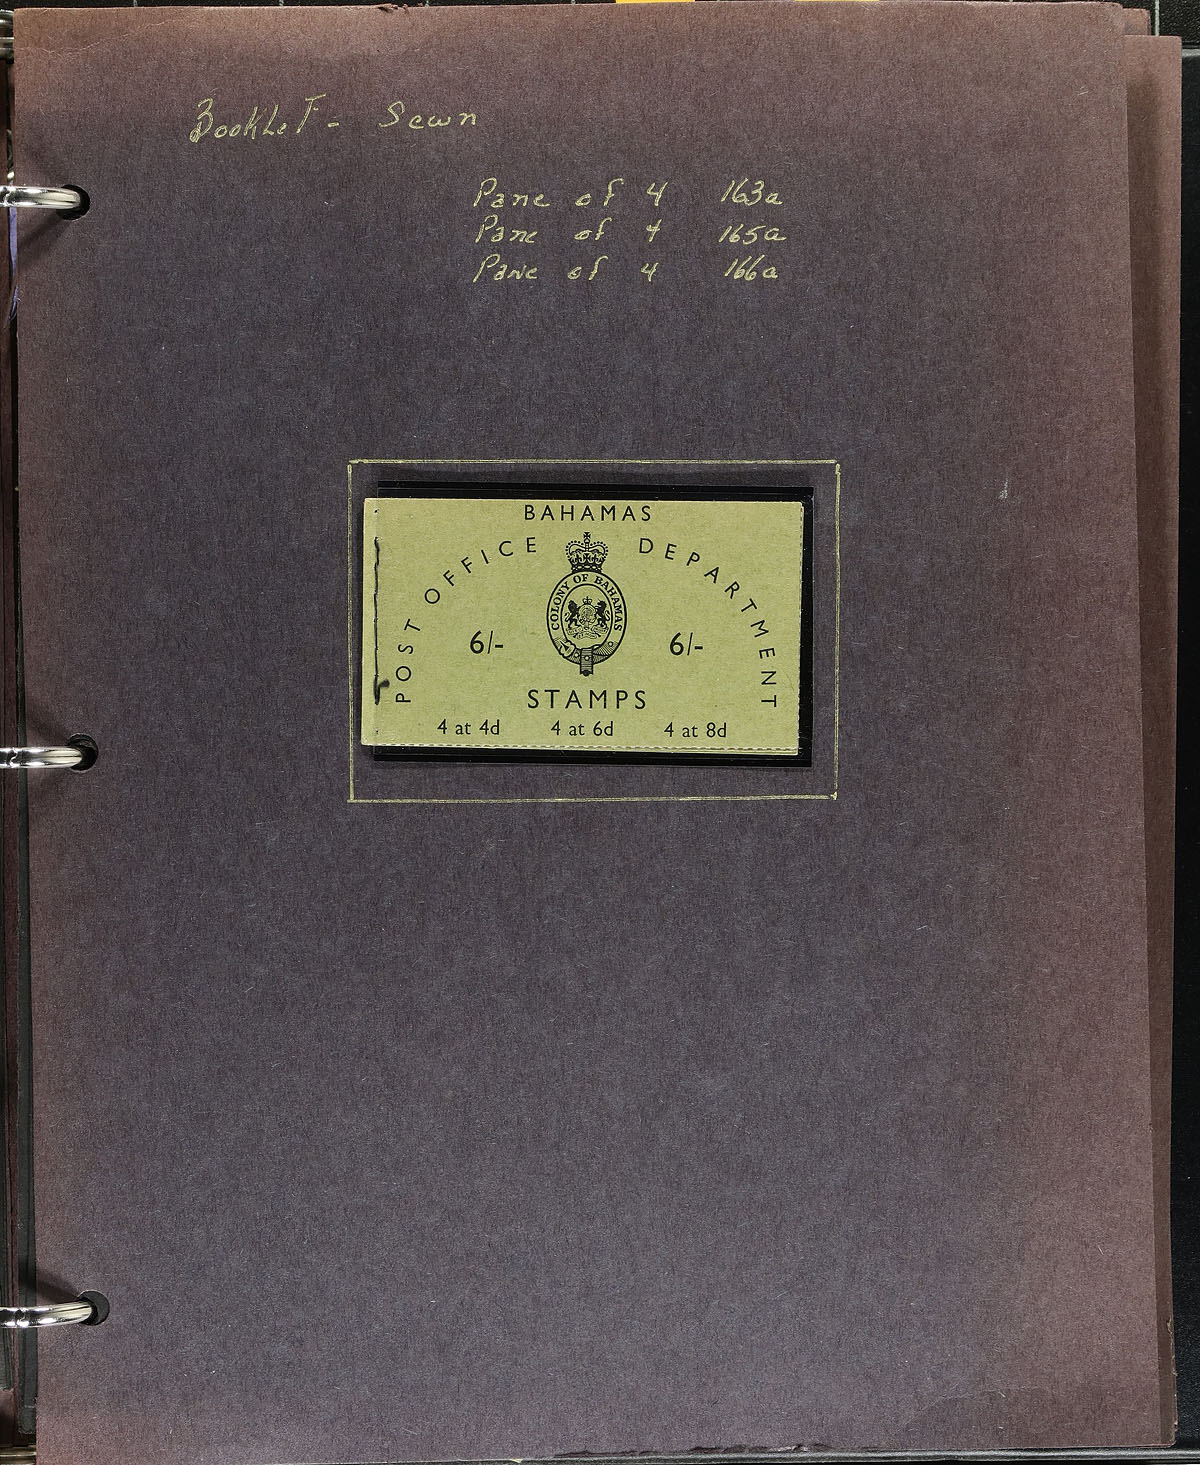 BookLeT - Sewn
Pane of 4 163a
Pane of 4 165a
Pane of 4 166a
BAHAMAS
POST OFFICE DEPARTMENT
COLONY OF BAHAMAS
6/- 6/-
STAMPS
4 at 4d 4 at 6d 4 at 8d